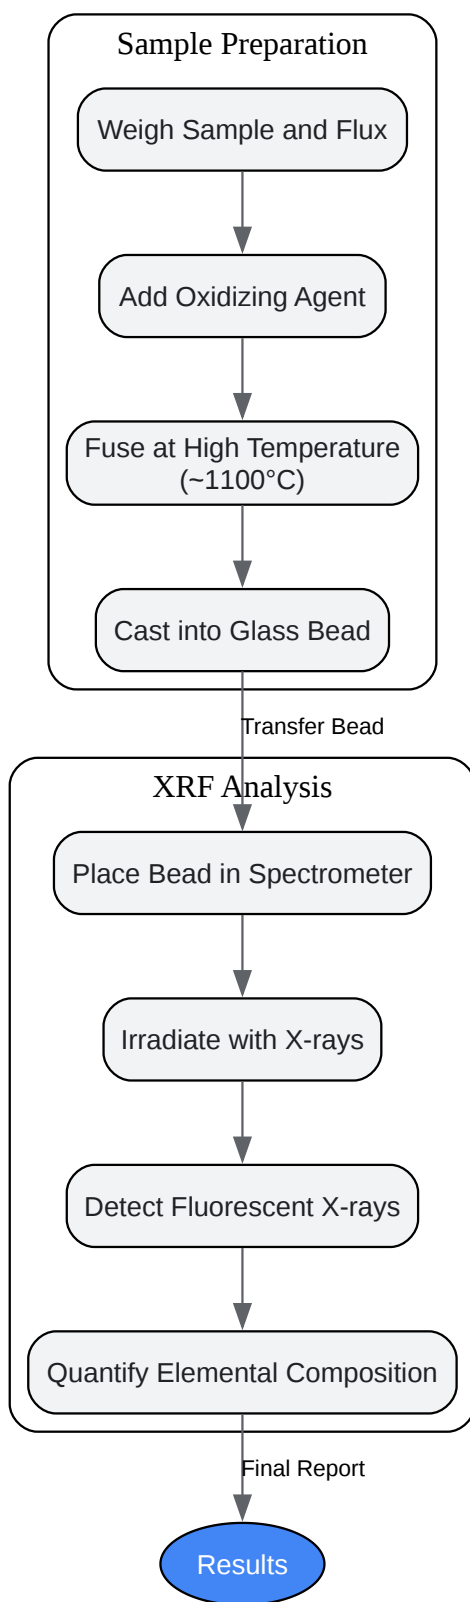 Sample Preparation
Weigh Sample and Flux
Add Oxidizing Agent
Fuse at High Temperature
(~1100°C)
Cast into Glass Bead
Transfer Bead
XRF Analysis
Place Bead in Spectrometer
Irradiate with X-rays
Detect Fluorescent X-rays
Quantify Elemental Composition
Final Report
Results